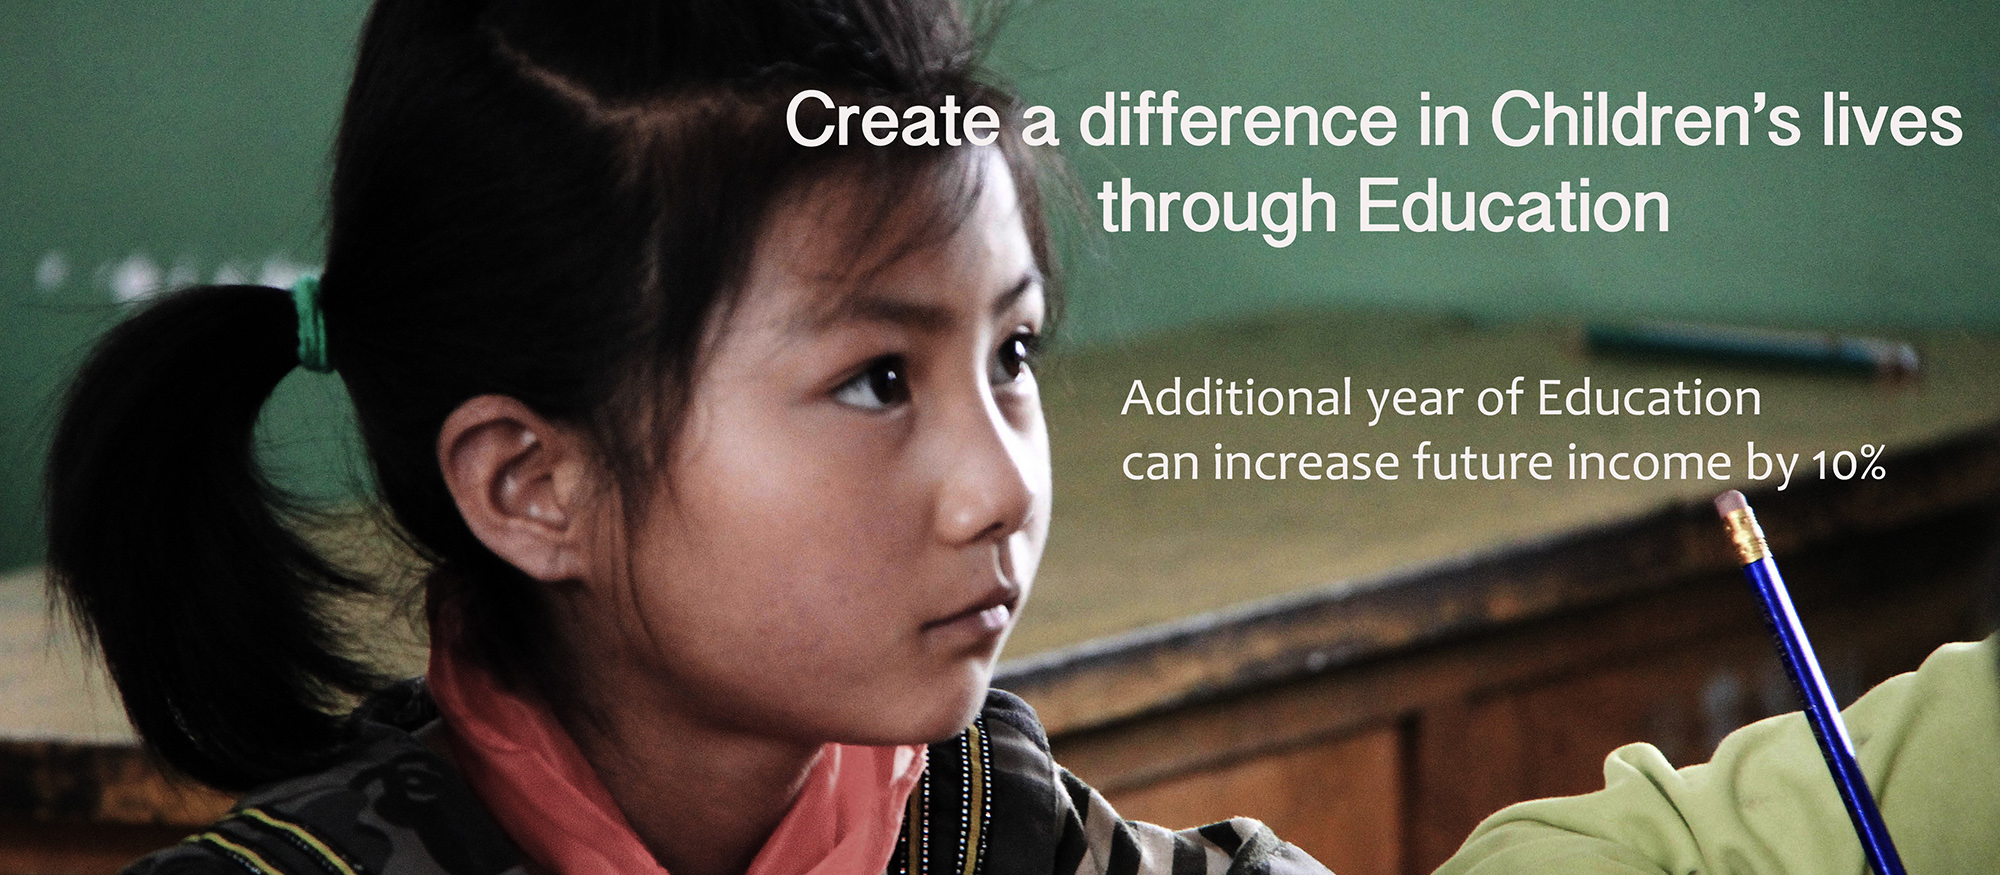 Create a difference in Children’s lives
through Education
Additional year of Education
can increase future income by 10%